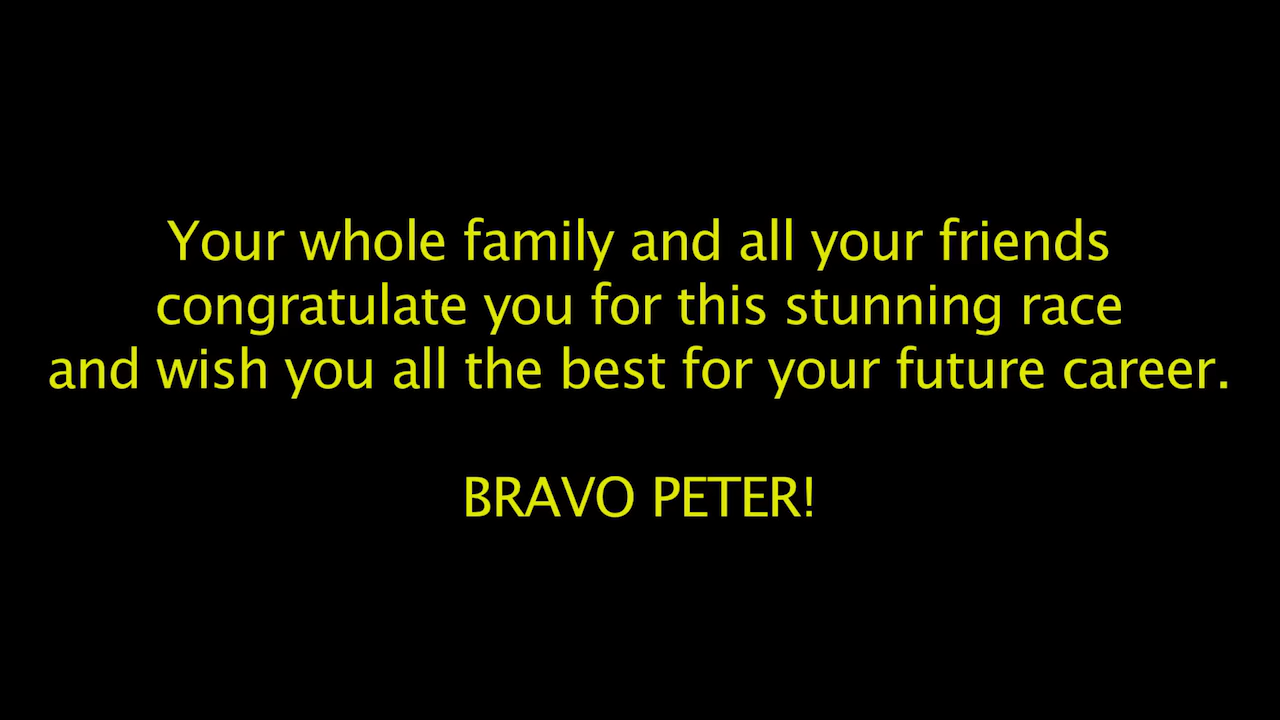 Your whole family and all your friends
congratulate you for this stunning race
and wish you all the best for your future career.
BRAVO PETER!